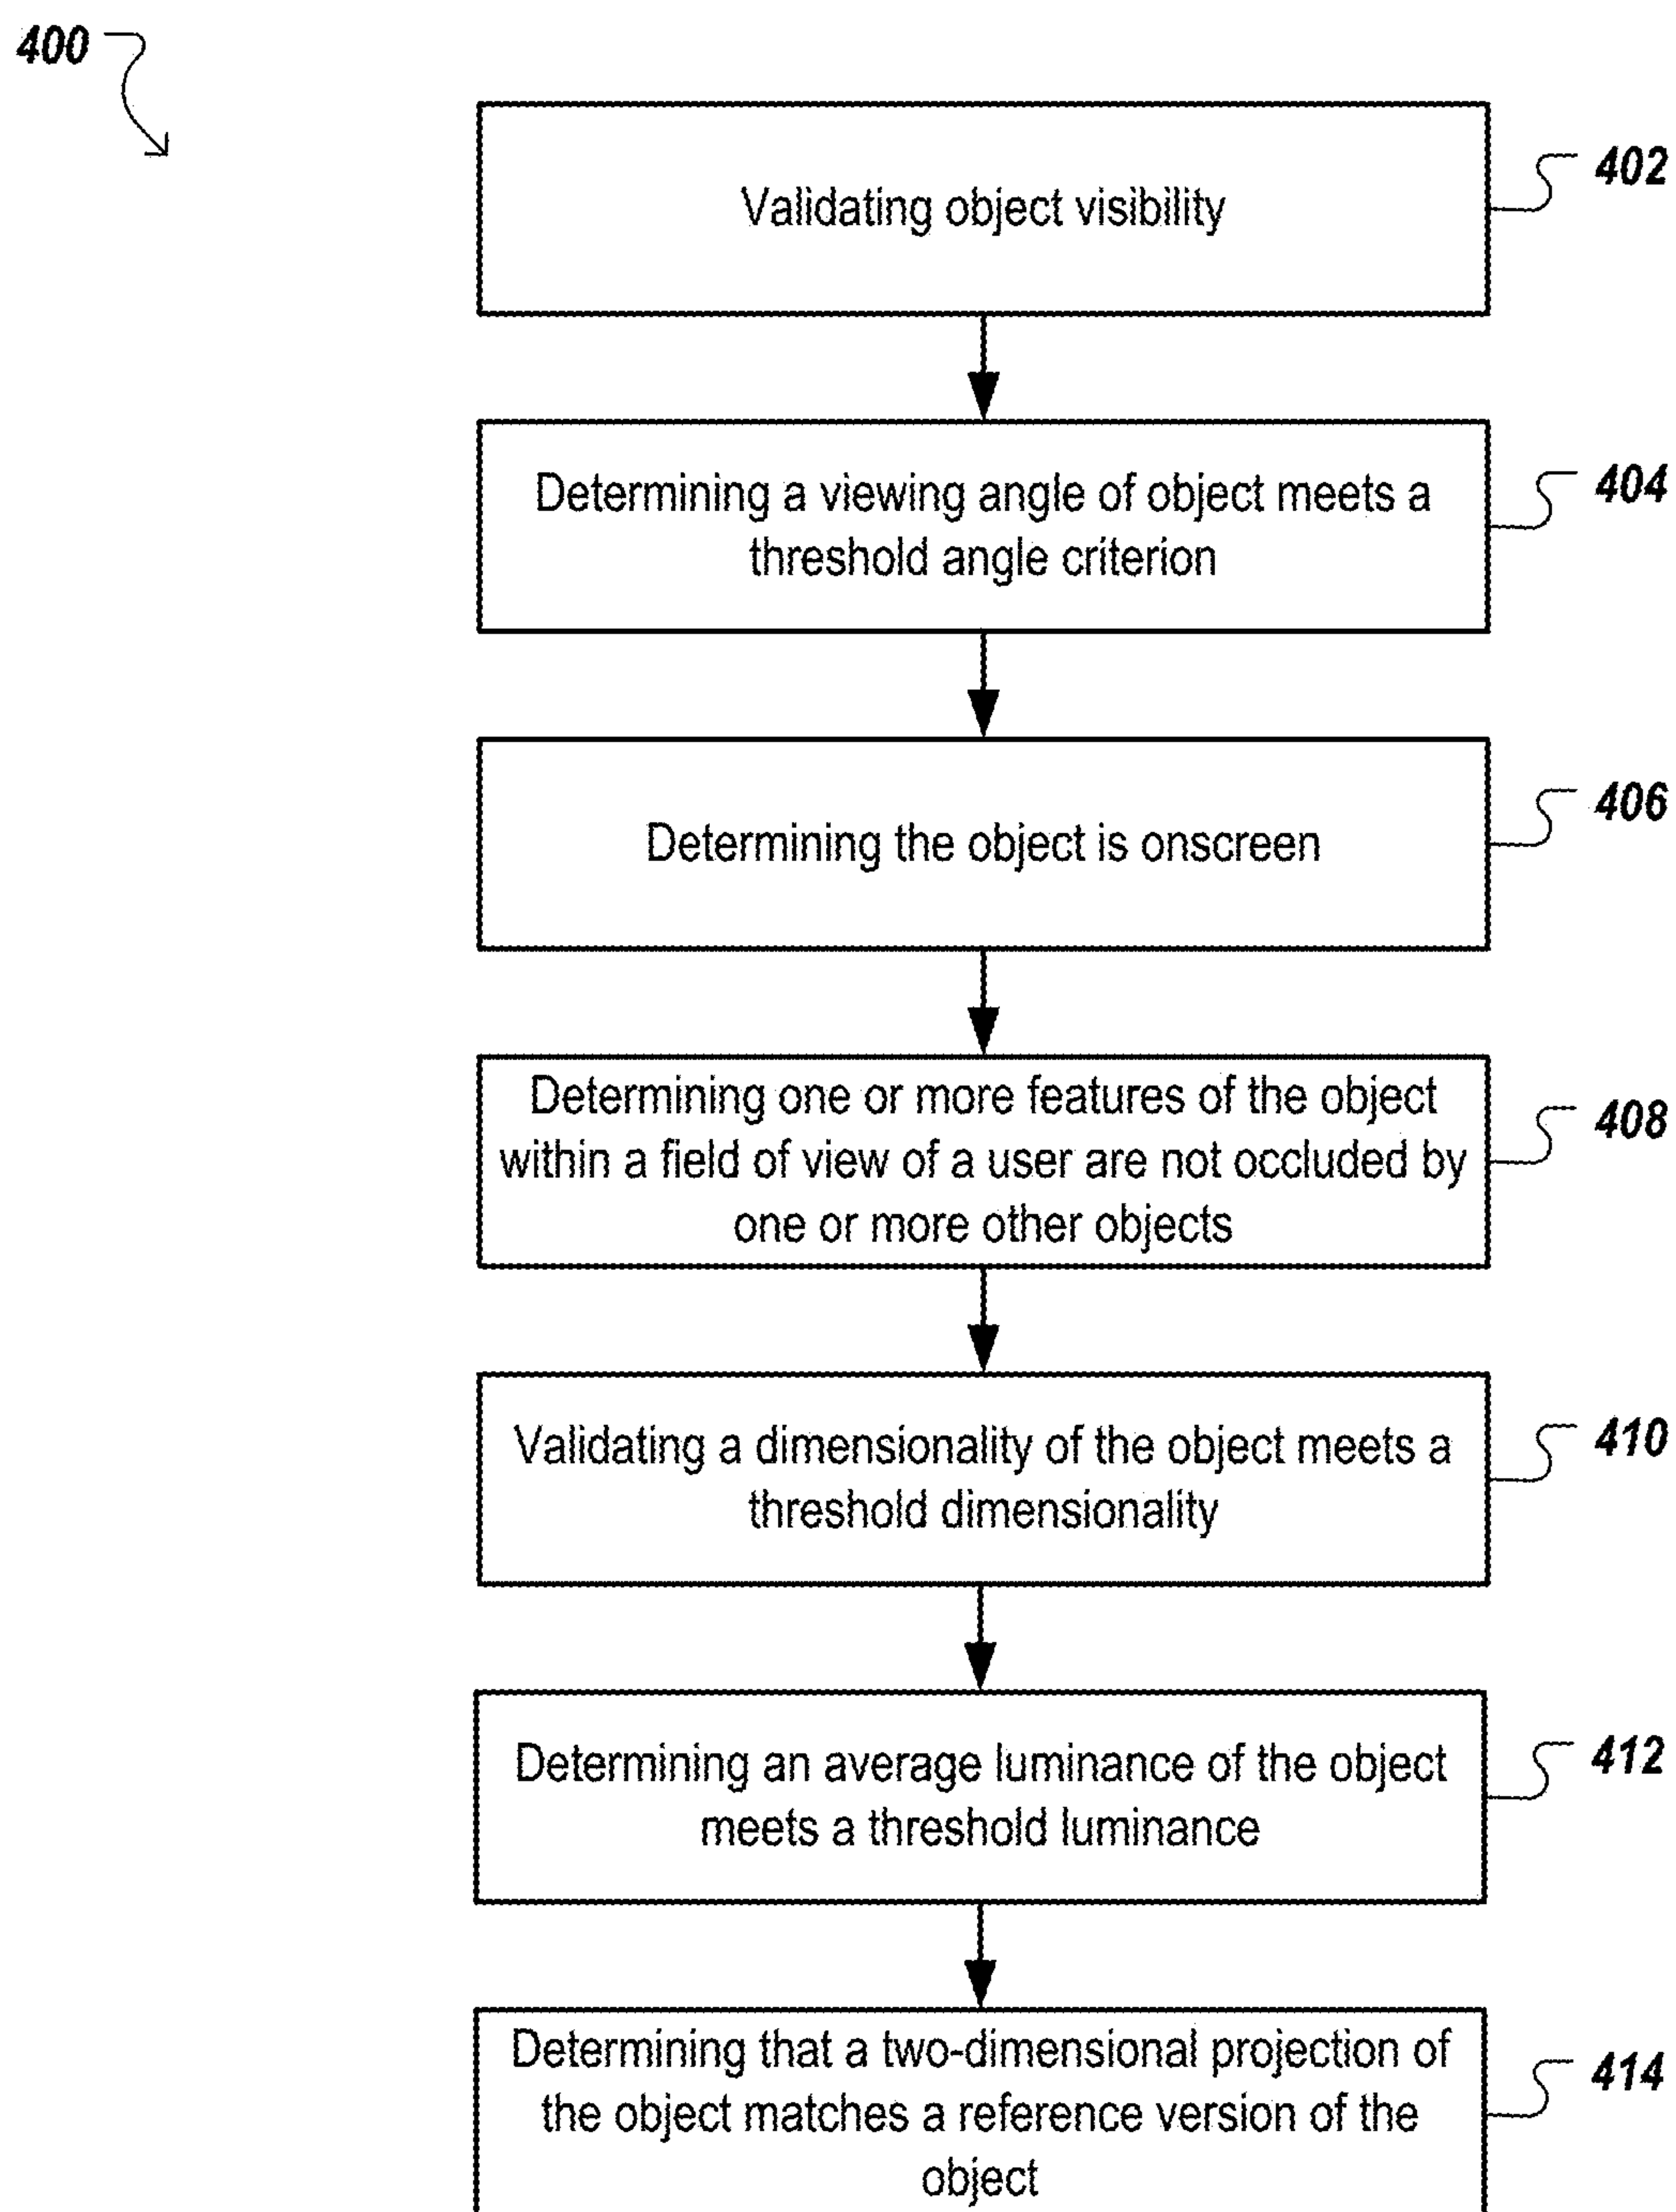 400
Validating object visibility
402
Determining a viewing angle of object meets a
threshold angle criterion
404
Determining the object is onscreen
406
Determining one or more features of the object
within a field of view of a user are not occluded by
one or more other objects
408
Validating a dimensionality of the object meets a
threshold dimensionality
410
Determining an average luminance of the object
meets a threshold luminance
412
Determining that a two-dimensional projection of
the object matches a reference version of the
object
414